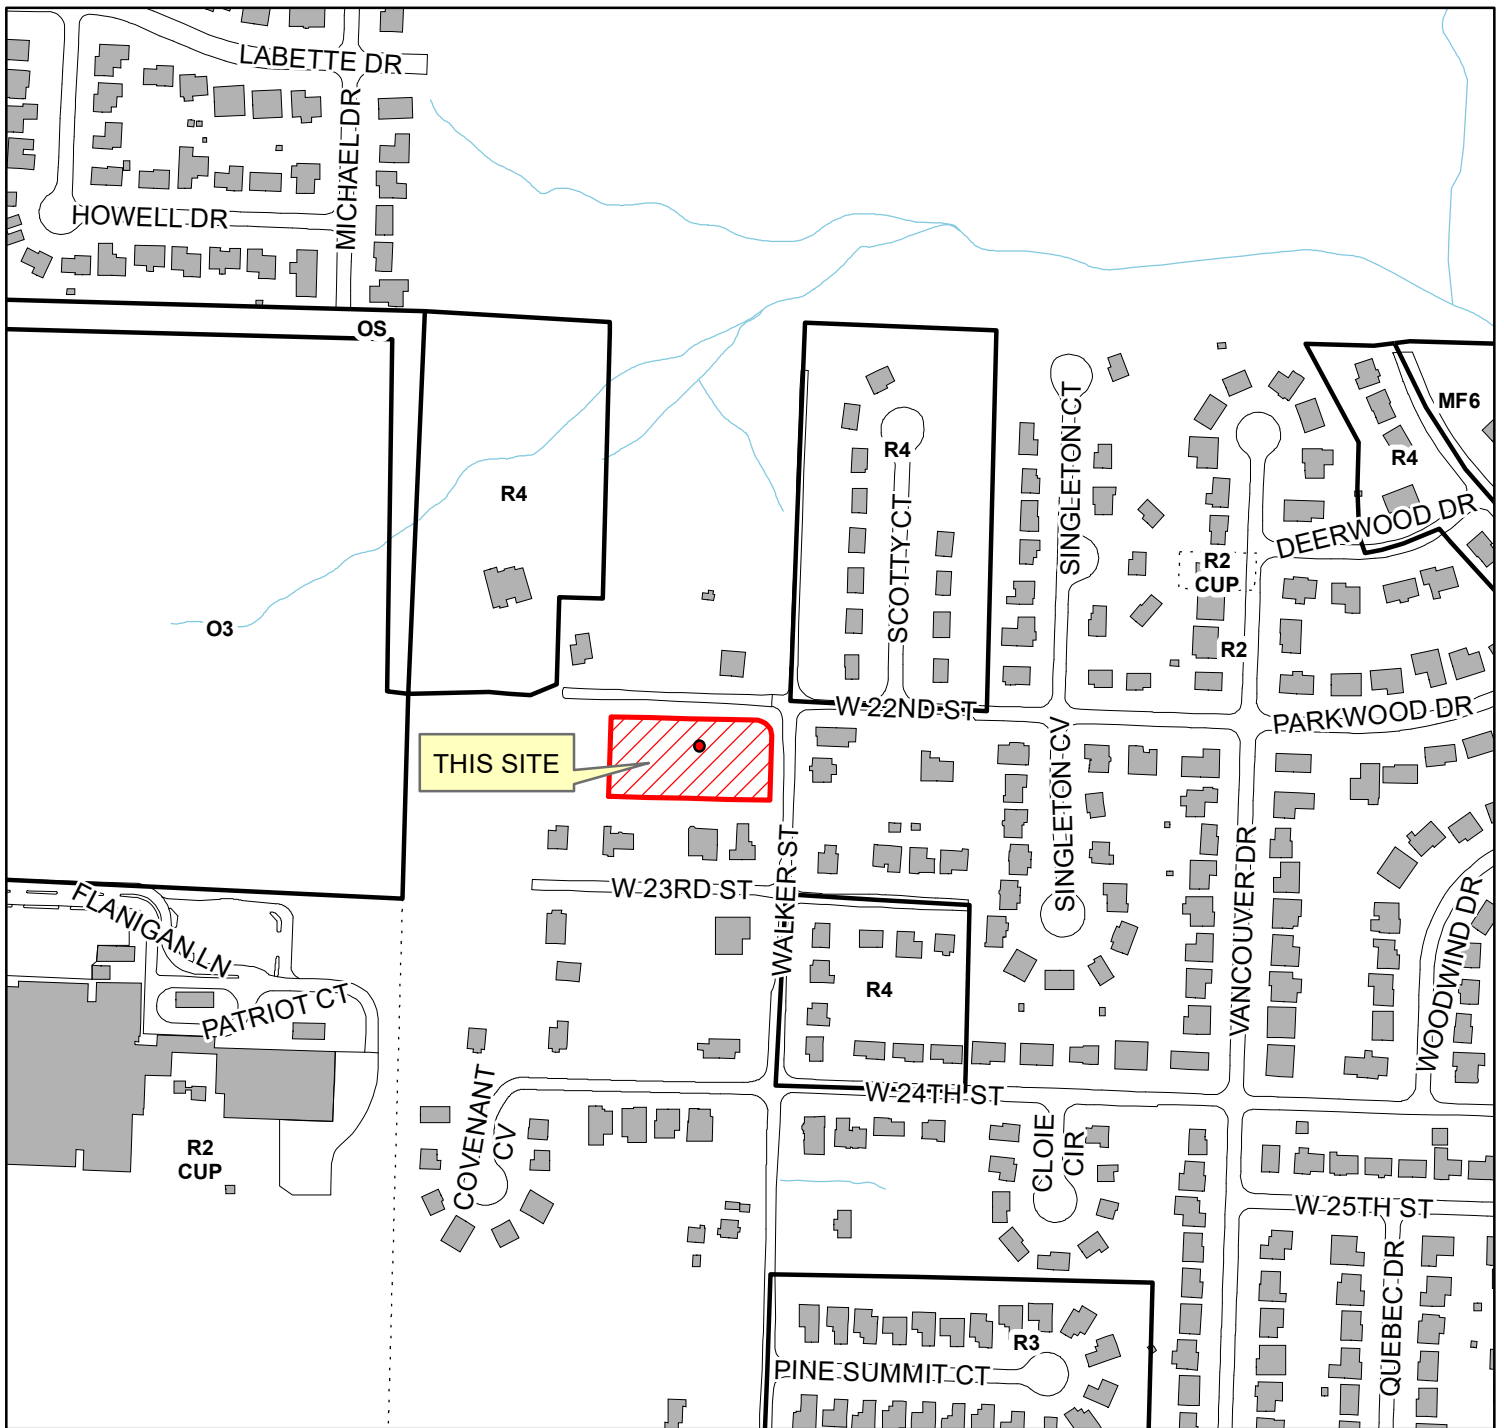 LABETTE DR
MICHAEL DR
HOWELL DR
OS
R4
O3
R4
SCOTTY CT
SINGLETON CT
R2
CUP
R2
DEERWOOD DR
R4
MF6
W 22ND ST
PARKWOOD DR
THIS SITE
SINGLETON CV
WALKER ST
W 23RD ST
VANCOUVER DR
WOODWIND DR
FLANIGAN LN
PATRIOT CT
R4
W 24TH ST
COVENANT
CV
CLOIE
CIR
R2
CUP
W 25TH ST
QUEBEC DR
R3
PINE SUMMIT CT